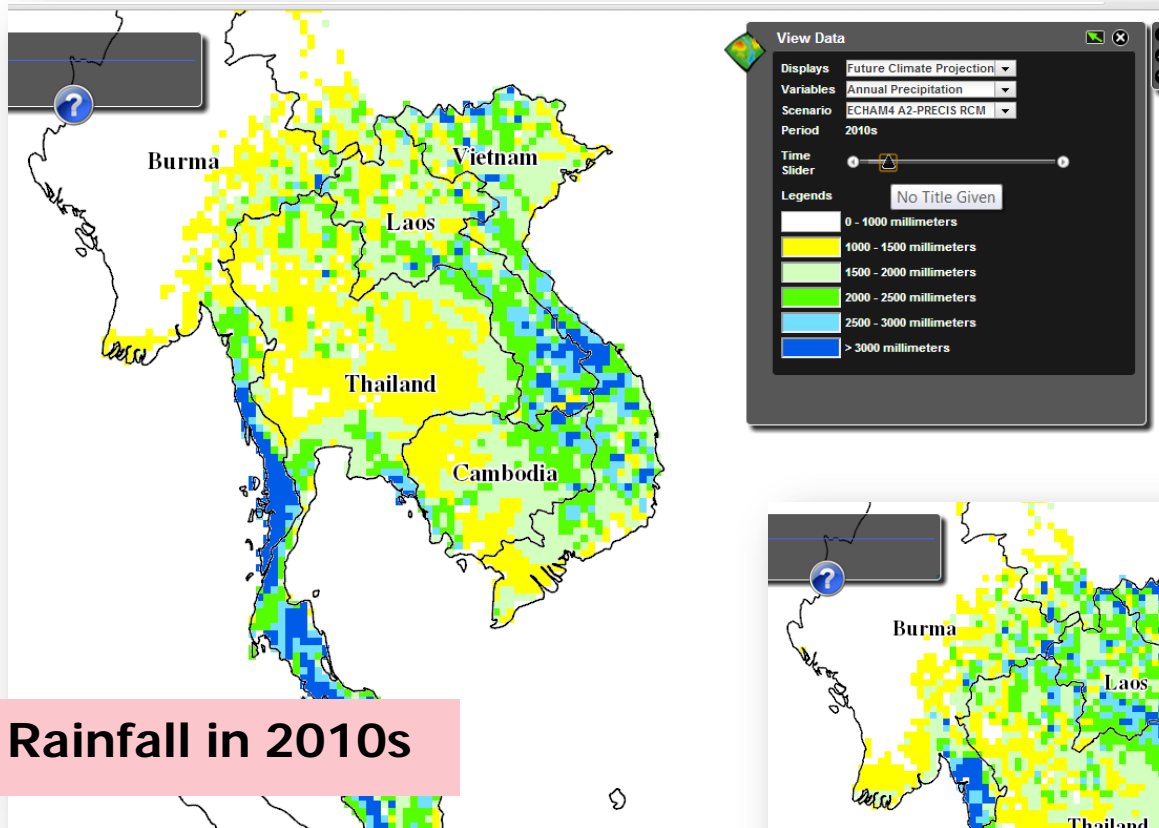 View Data
Displays Future Climate Projection
Variables Annual Precipitation
Scenario ECHAM4 A2-PRECIS RCM
Period 2010s
Time
Slider
Legends
No Title Given
0 - 1000 millimeters
1000 - 1500 millimeters
1500 - 2000 millimeters
2000 - 2500 millimeters
2500 - 3000 millimeters
> 3000 millimeters
?
Burma
Vietnam
Laos
Thailand
Cambodia
Rainfall in 2010s
?
Burma
Laos
Thailand